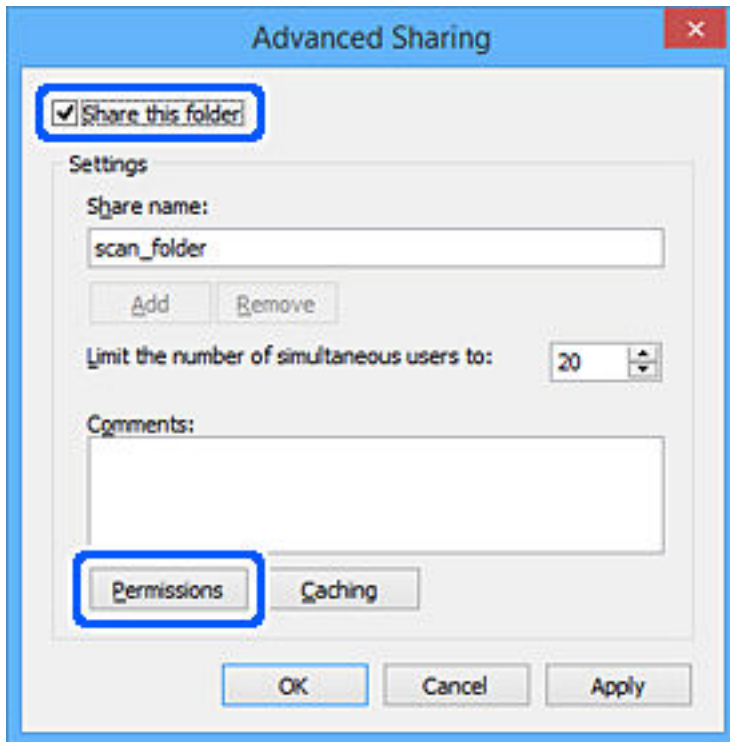 Advanced Sharing
Share this folder
Settings
Share name:
scan_folder
Add Remove
Limit the number of simultaneous users to: 20
Comments:
Permissions Caching
OK Cancel Apply